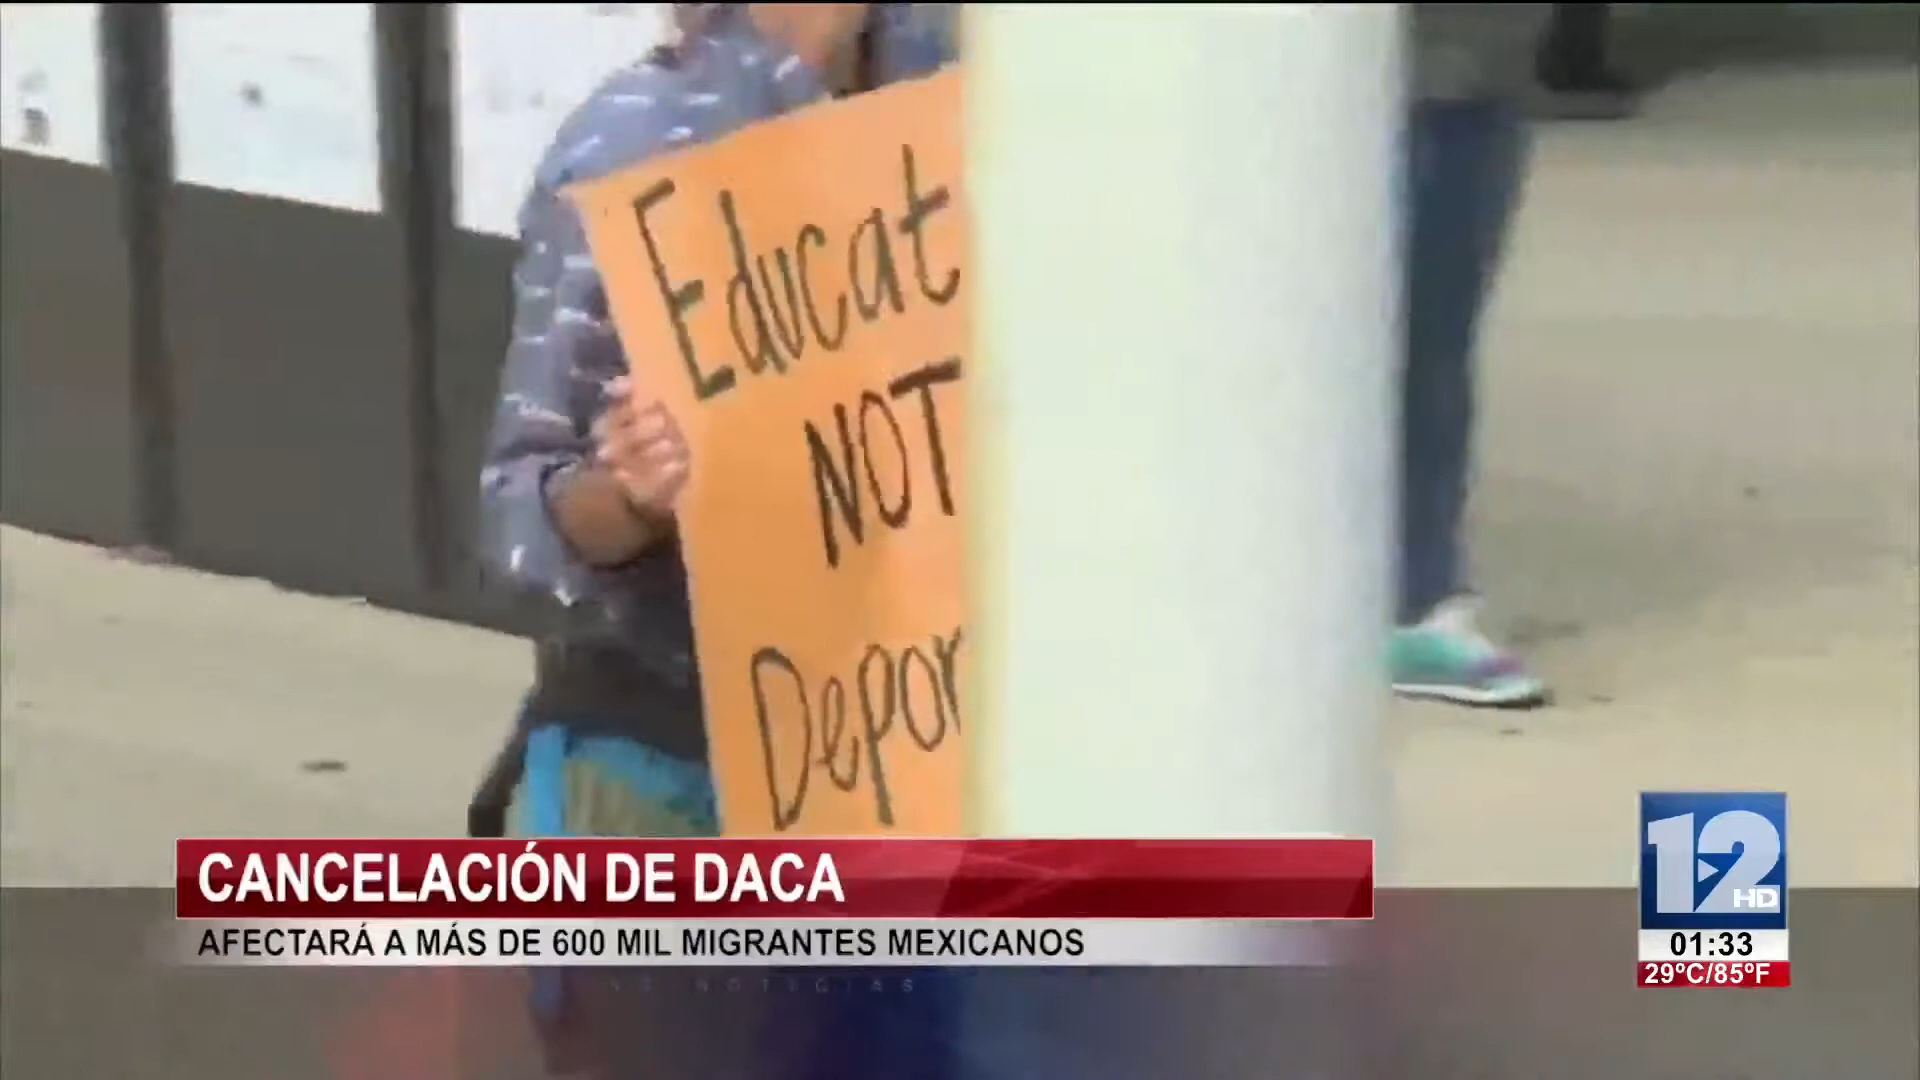 Educat
NOT
Depor
CANCELACIÓN DE DACA
AFECTARÁ A MÁS DE 600 MIL MIGRANTES MEXICANOS
NOTICIAS
12
HD
01:33
29°C/85°F